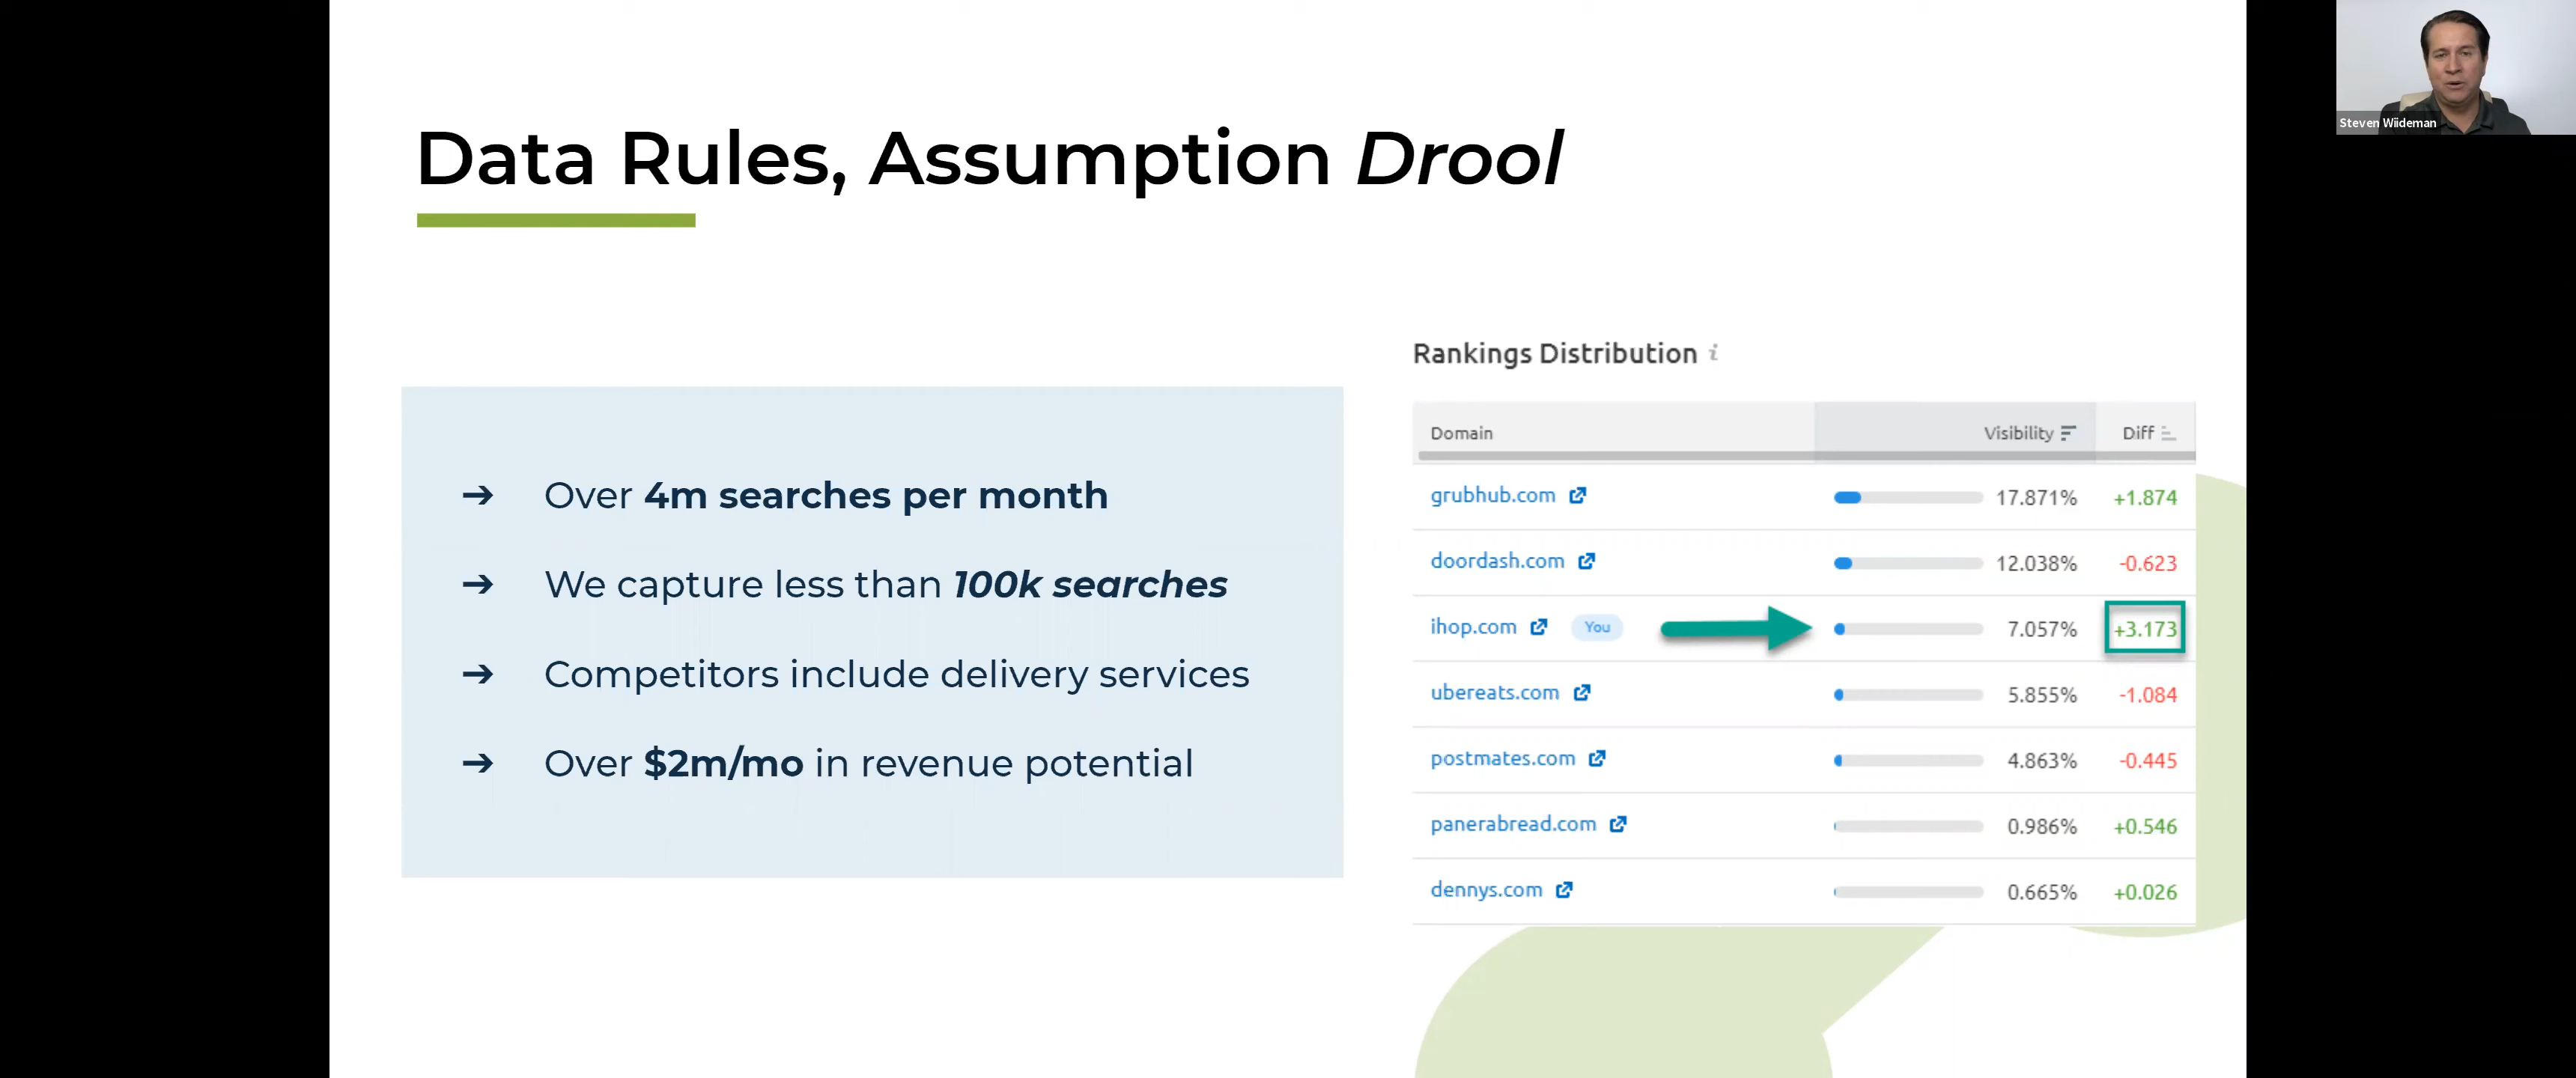 Data Rules, Assumption Drool
➔ Over 4m searches per month
➔ We capture less than 100k searches
➔ Competitors include delivery services
➔ Over $2m/mo in revenue potential
Rankings Distribution i
Domain Visibility Diff
grubhub.com 17.871% +1.874
doordash.com 12.038% -0.623
ihop.com You 7.057% +3.173
ubereats.com 5.855% -1.084
postmates.com 4.863% -0.445
panerabread.com 0.986% +0.546
dennys.com 0.665% +0.026
Steven Wiideman